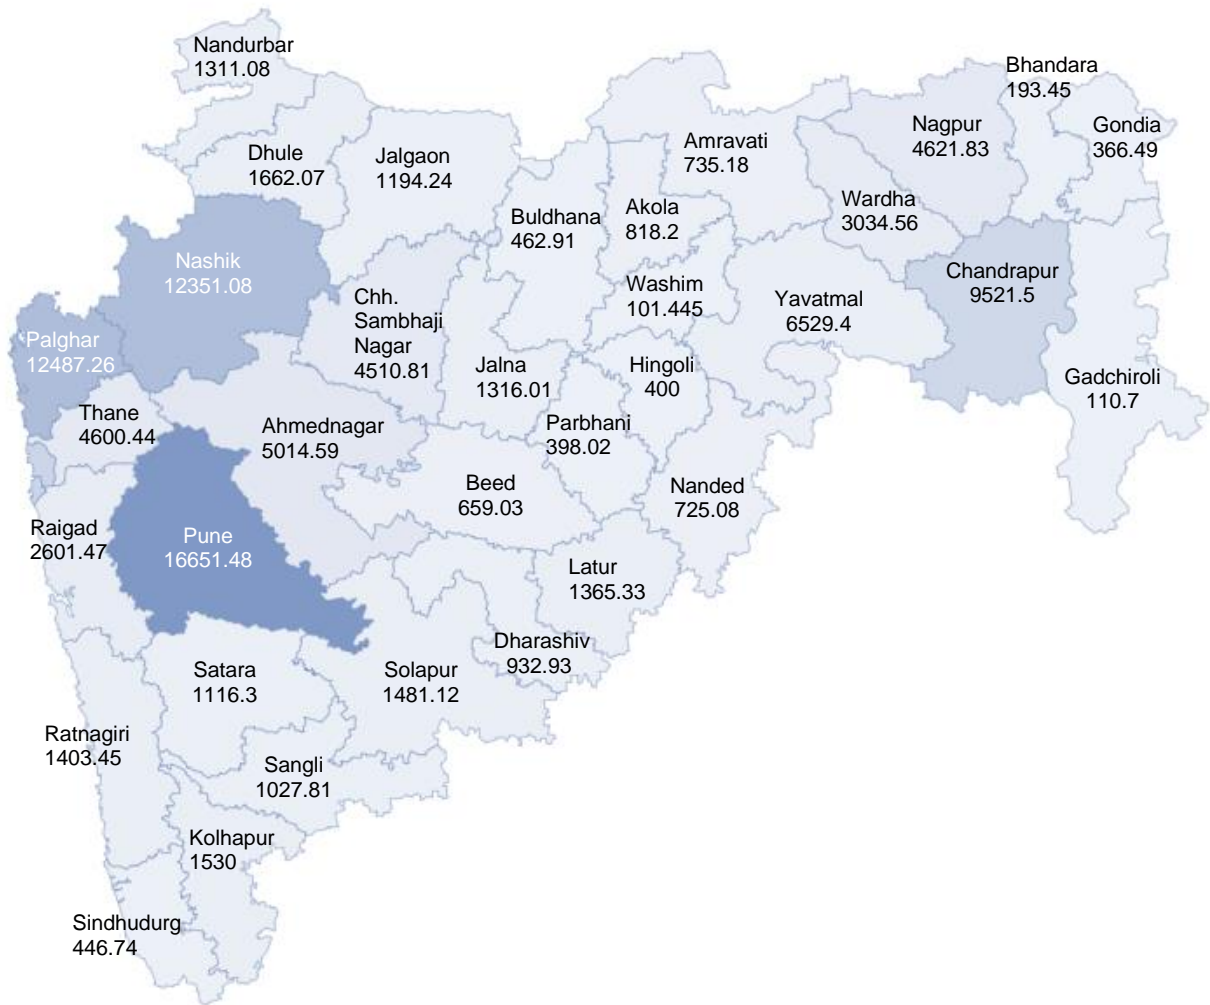 Nandurbar
1311.08
Bhandara
193.45
Gondia
366.49
Nagpur
4621.83
Amravati
735.18
Dhule
1662.07
Jalgaon
1194.24
Wardha
3034.56
Akola
818.2
Buldhana
462.91
Nashik
12351.08
Chandrapur
9521.5
Washim
101.445
Yavatmal
6529.4
Chh.
Sambhaji
Nagar
4510.81
Palghar
12487.26
Jalna
1316.01
Hingoli
400
Gadchiroli
110.7
Thane
4600.44
Ahmednagar
5014.59
Parbhani
398.02
Beed
659.03
Nanded
725.08
Raigad
2601.47
Pune
16651.48
Latur
1365.33
Dharashiv
932.93
Satara
1116.3
Solapur
1481.12
Ratnagiri
1403.45
Sangli
1027.81
Kolhapur
1530
Sindhudurg
446.74